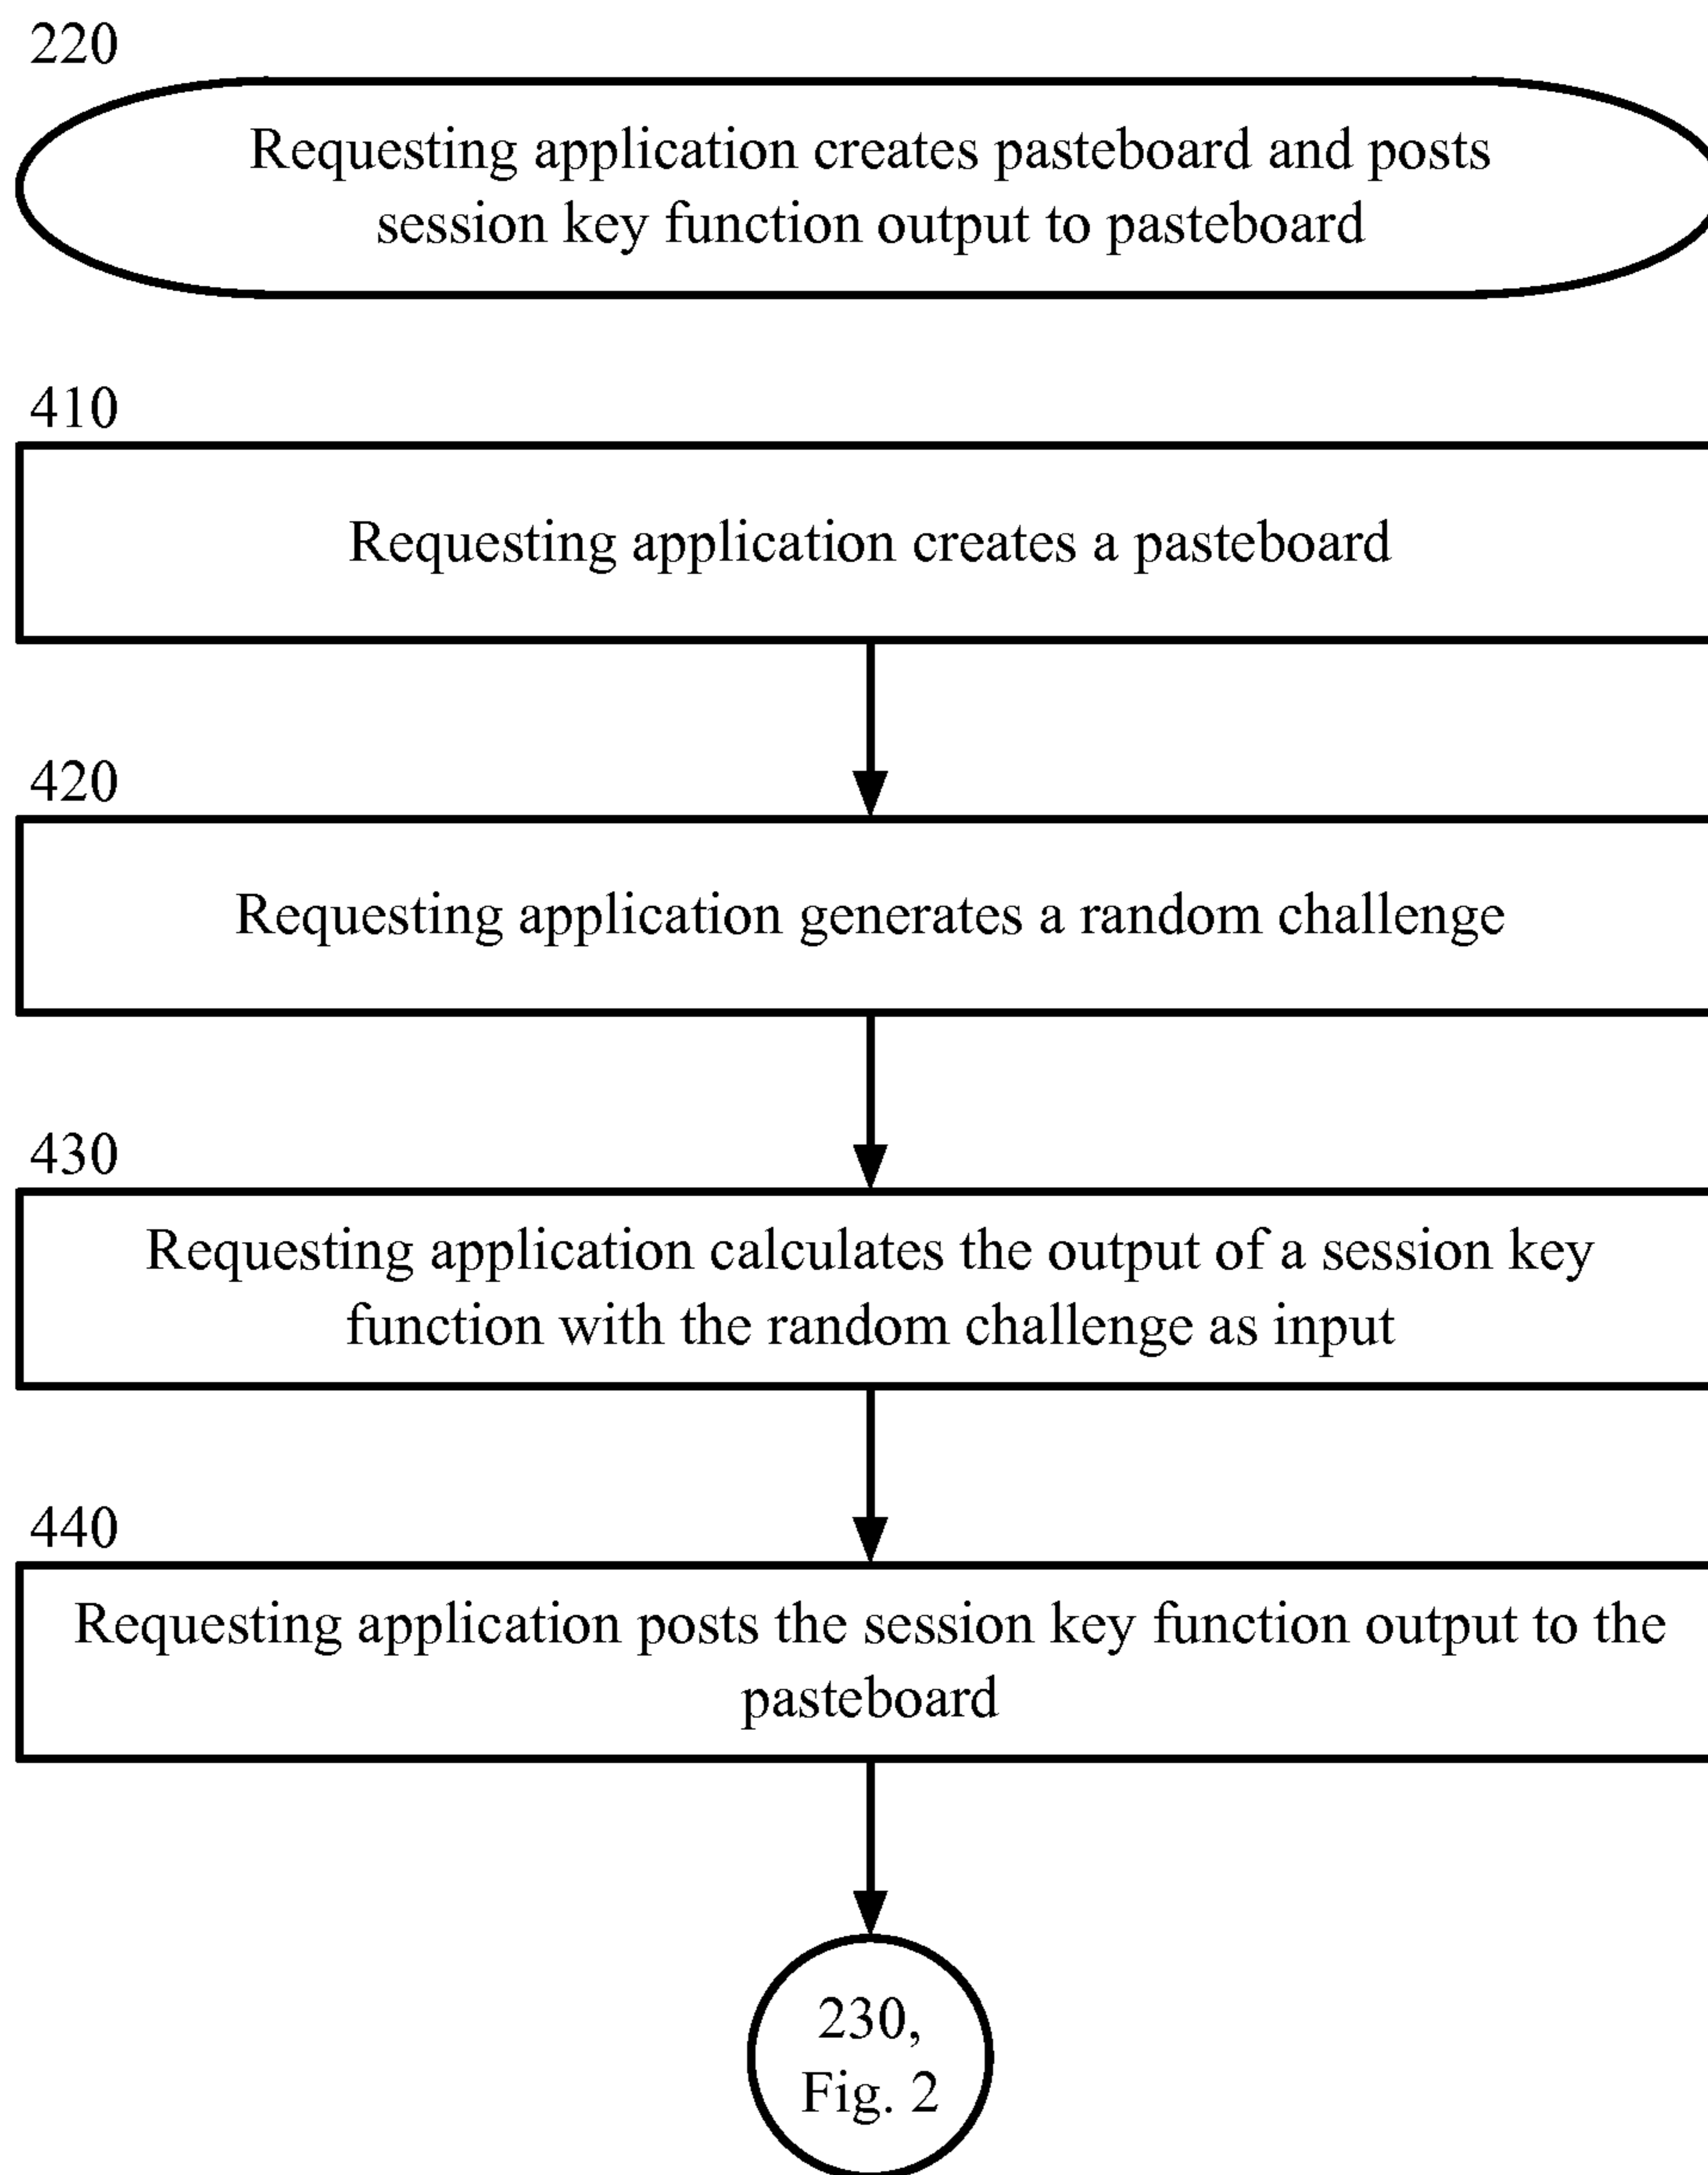 220
Requesting application creates pasteboard and posts
session key function output to pasteboard
410
Requesting application creates a pasteboard
420
Requesting application generates a random challenge
430
Requesting application calculates the output of a session key
function with the random challenge as input
440
Requesting application posts the session key function output to the
pasteboard
230,
Fig. 2